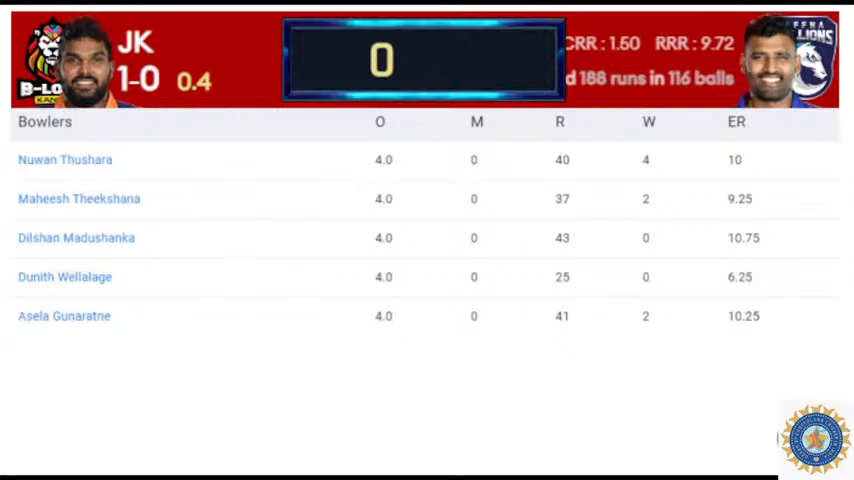 JK
1-0 0.4
0
CRR : 1.50 RRR : 9.72
d 188 runs in 116 balls
B-LO
KAN
LIONS
Bowlers O M R W ER
Nuwan Thushara 4.0 0 40 4 10
Maheesh Theekshana 4.0 0 37 2 9.25
Dilshan Madushanka 4.0 0 43 0 10.75
Dunith Wellalage 4.0 0 25 0 6.25
Asela Gunaratne 4.0 0 41 2 10.25